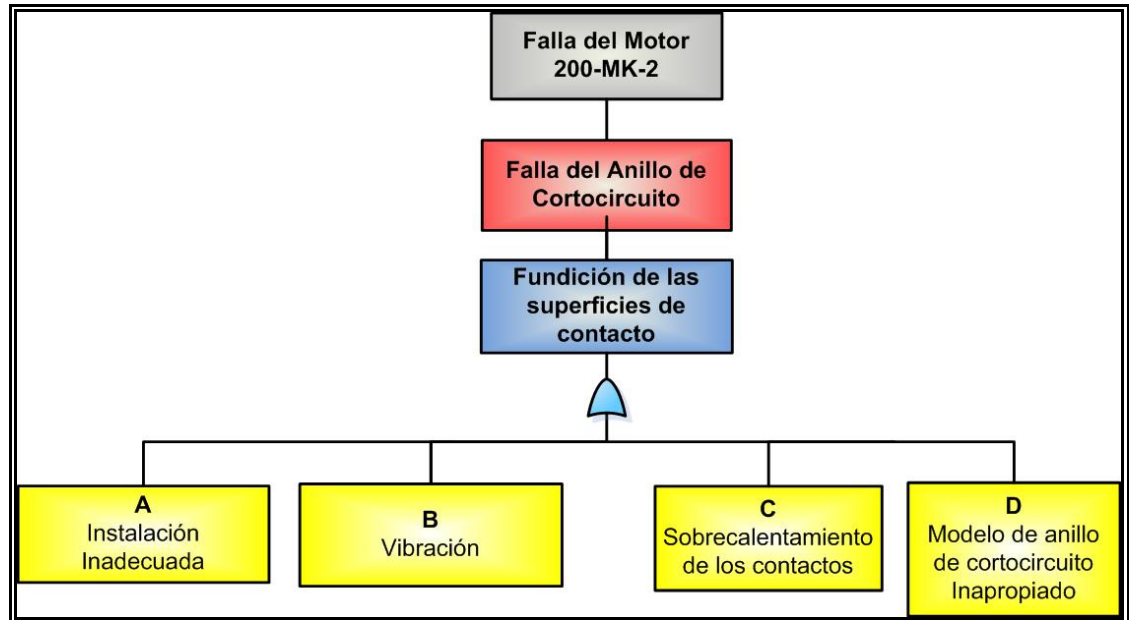 Falla del Motor
200-MK-2
Falla del Anillo de
Cortocircuito
Fundición de las
superficies de
contacto
A
Instalación
Inadecuada
B
Vibración
C
Sobrecalentamiento
de los contactos
D
Modelo de anillo
de cortocircuito
Inapropiado